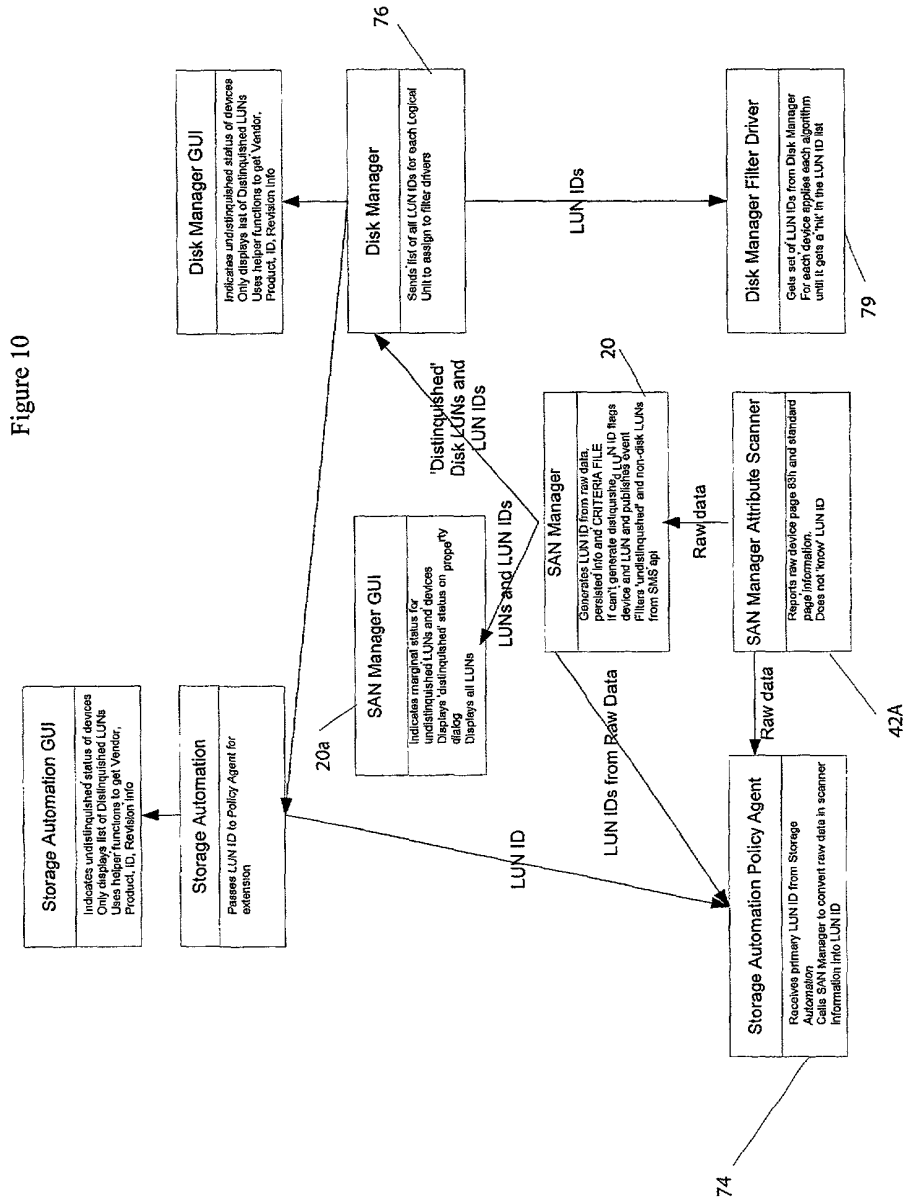 Figure 10
Storage Automation GUI
Indicates undistinguished status of devices
Only displays list of Distinguished LUNs
Uses helper functions to get Vendor,
Product, ID, Revision Info
Disk Manager GUI
Indicates undistinguished status of devices
Only displays list of Distinquished LUNs
Uses helper functions to get Vendor,
Product, ID, Revision Info
Storage Automation
Passes LUN ID to Policy Agent for
extension
Disk Manager
Sends list of all LUN IDs for each Logical
Unit to assign to filter drivers
76
20a
SAN Manager GUI
Indicates marginal status for
undistinguished LUNs and devices
Displays 'distinguished' status on property
dialog
Displays all LUNs
'Distinquished'
Disk LUNs and
LUN IDs
LUNs and LUN IDs
LUN ID
LUN IDs
SAN Manager
Generates LUN ID from raw data,
persisted info and CRITERIA FILE
If can't generate distinquished LUN ID flags
device and LUN and publishes event
Filters 'undistinqushed' and non-disk LUNs
from SMS api
20
LUN IDs from Raw Data
Raw data
Raw data
Storage Automation Policy Agent
Receives primary LUN ID from Storage
Automation
Calls SAN Manager to convert raw data in scanner
Information into LUN ID
74
SAN Manager Attribute Scanner
Reports raw device page 83h and standard
page information.
Does not 'know' LUN ID
42A
Disk Manager Filter Driver
Gets set of LUN IDs from Disk Manager
For each device applies each algorithm
until it gets a 'hit' in the LUN ID list
79